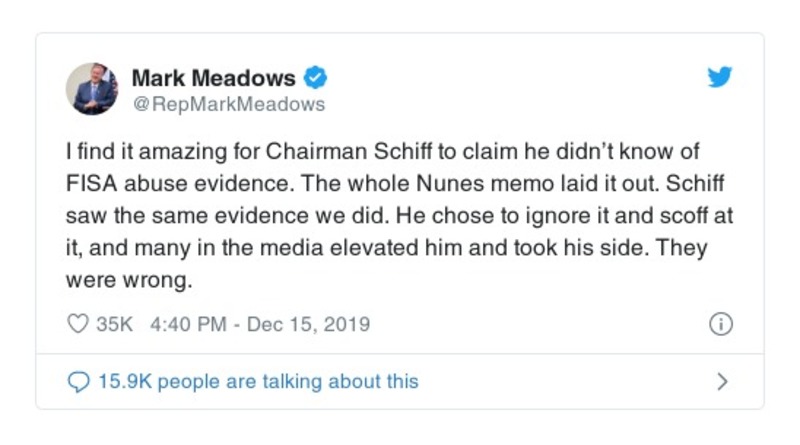 Mark Meadows
@RepMarkMeadows
I find it amazing for Chairman Schiff to claim he didn’t know of
FISA abuse evidence. The whole Nunes memo laid it out. Schiff
saw the same evidence we did. He chose to ignore it and scoff at
it, and many in the media elevated him and took his side. They
were wrong.
35K 4:40 PM - Dec 15, 2019
15.9K people are talking about this